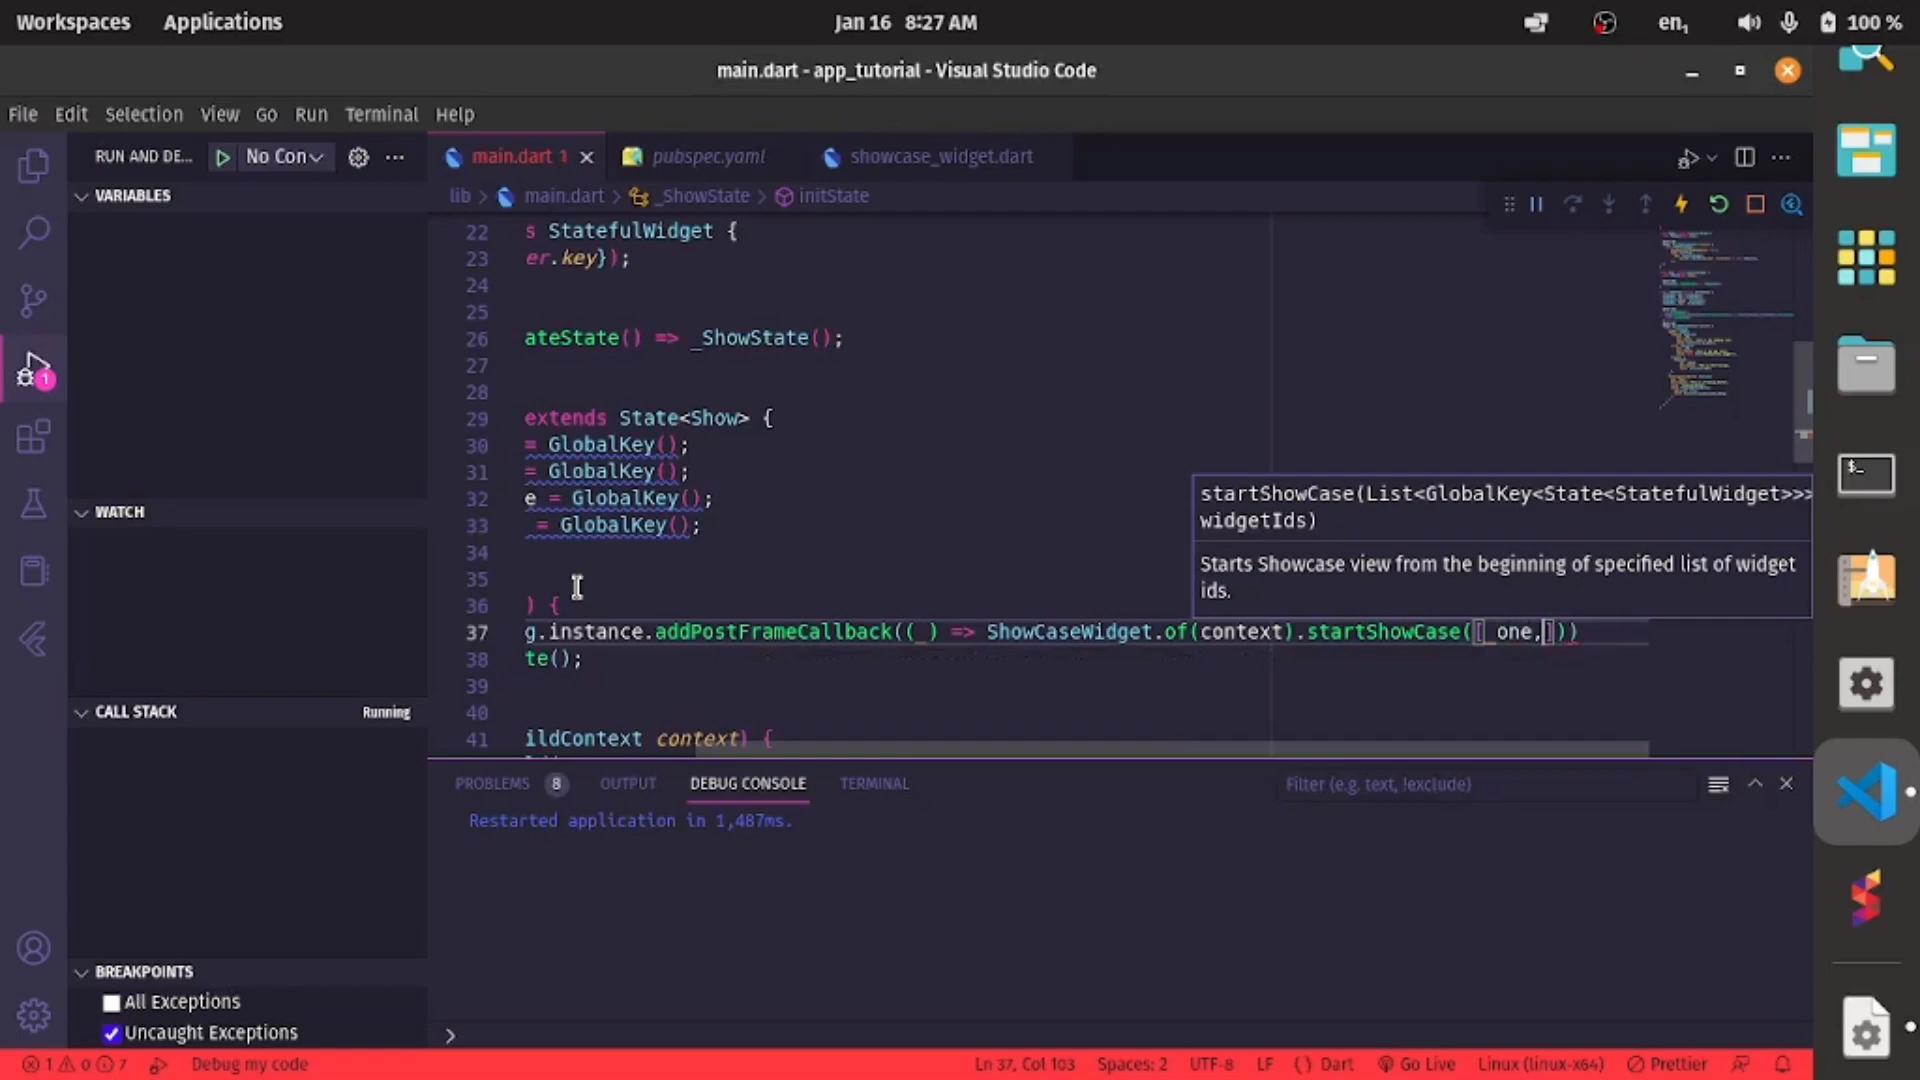 Workspaces Applications Jan 16 8:27 AM en1 100 %
main.dart - app_tutorial - Visual Studio Code
File Edit Selection View Go Run Terminal Help
RUN AND DE... No Con main.dart 1 pubspec.yaml showcase_widget.dart
VARIABLES
lib > main.dart > _ShowState > initState
22 s StatefulWidget {
23 er.key});
24
25
26 ateState() => _ShowState();
27
28
29 extends State<Show> {
30 = GlobalKey();
31 = GlobalKey();
32 e = GlobalKey();
33 = GlobalKey();
34
35
36 ) {
37 g.instance.addPostFrameCallback((_) => ShowCaseWidget.of(context).startShowCase([_one,]))
38 te();
39
40
41 ildContext context) {
startShowCase(List<GlobalKey<State<StatefulWidget>>>
widgetIds)
Starts Showcase view from the beginning of specified list of widget
ids.
WATCH
CALL STACK Running
BREAKPOINTS
All Exceptions
Uncaught Exceptions
1
PROBLEMS 8 OUTPUT DEBUG CONSOLE TERMINAL Filter (e.g. text, !exclude)
Restarted application in 1,487ms.
>
1 0 7 Debug my code Ln 37, Col 103 Spaces: 2 UTF-8 LF { } Dart Go Live Linux (linux-x64) Prettier